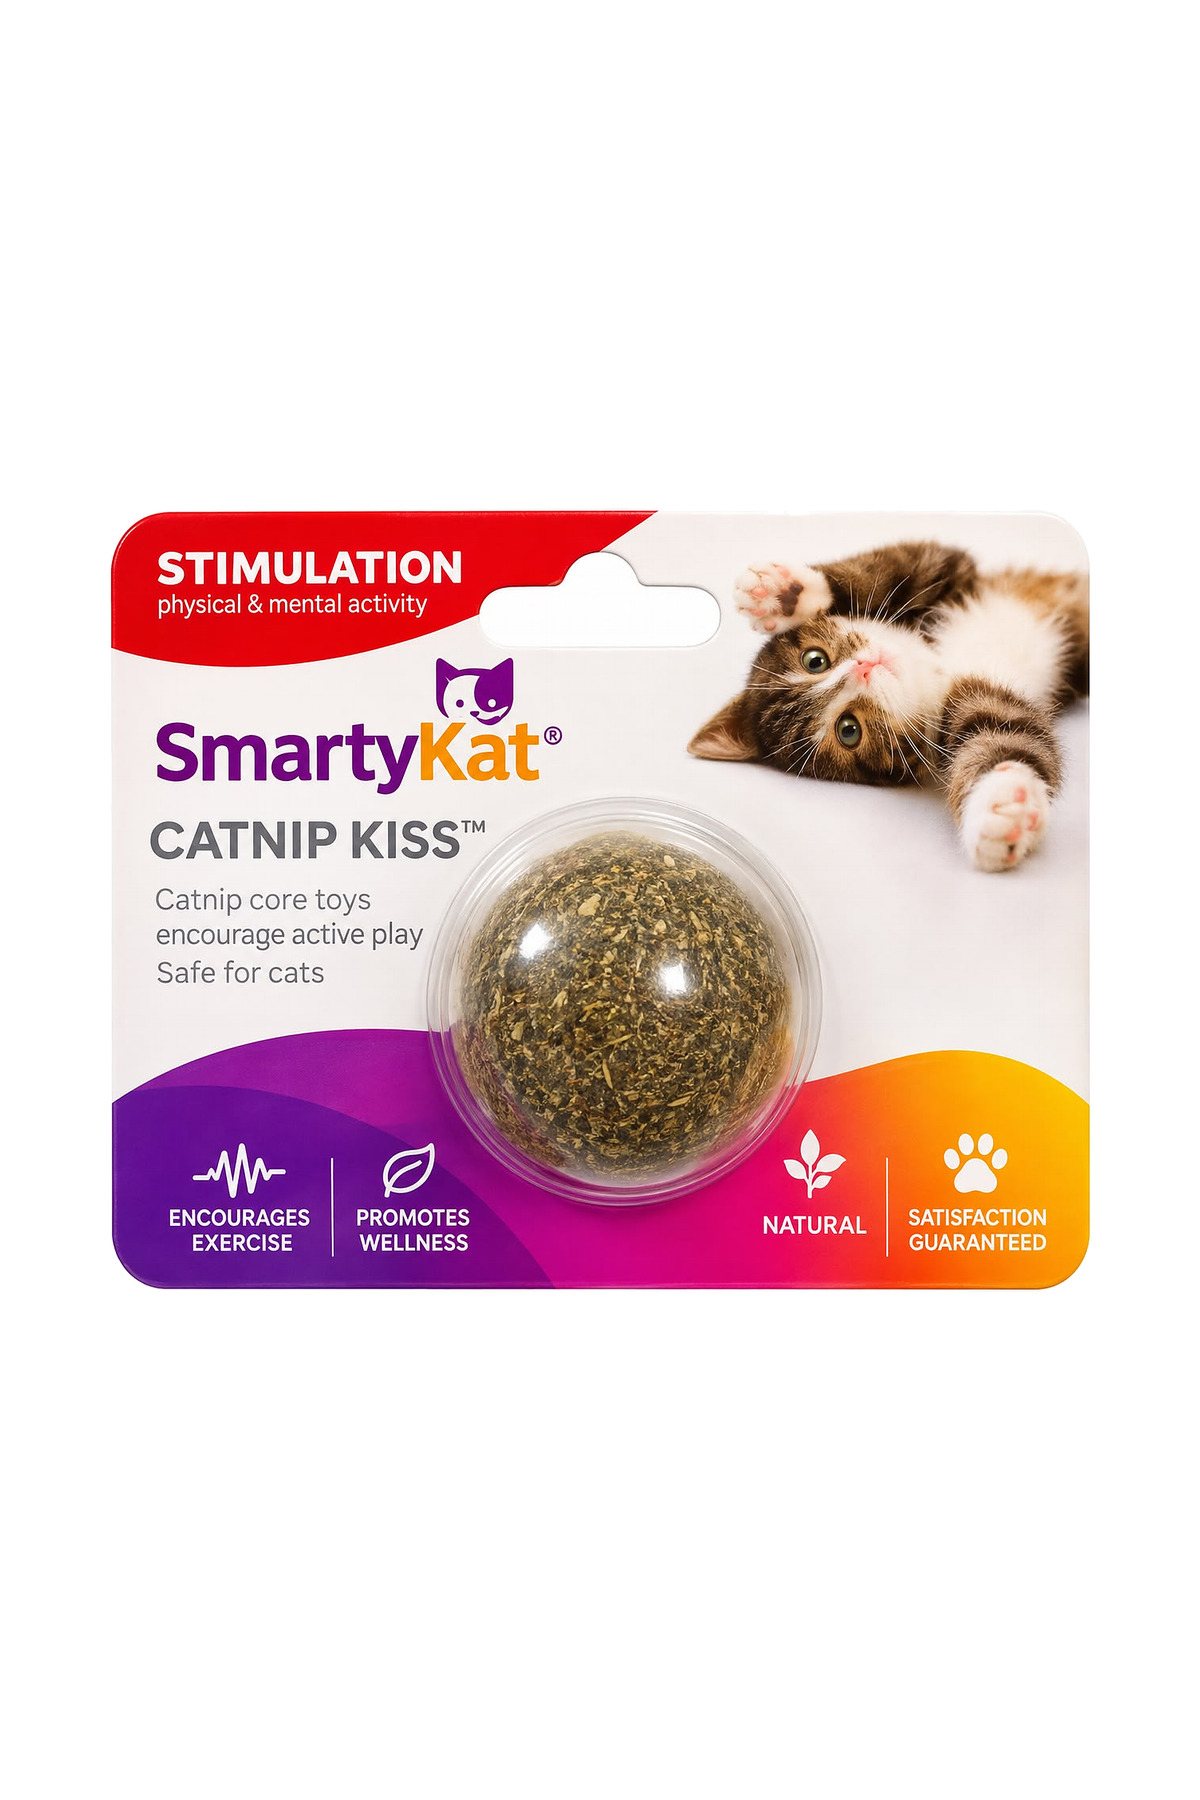 STIMULATION
physical & mental activity
SmartyKat®
CATNIP KISS™
Catnip core toys
encourage active play
Safe for cats
ENCOURAGES
EXERCISE
PROMOTES
WELLNESS
NATURAL
SATISFACTION
GUARANTEED